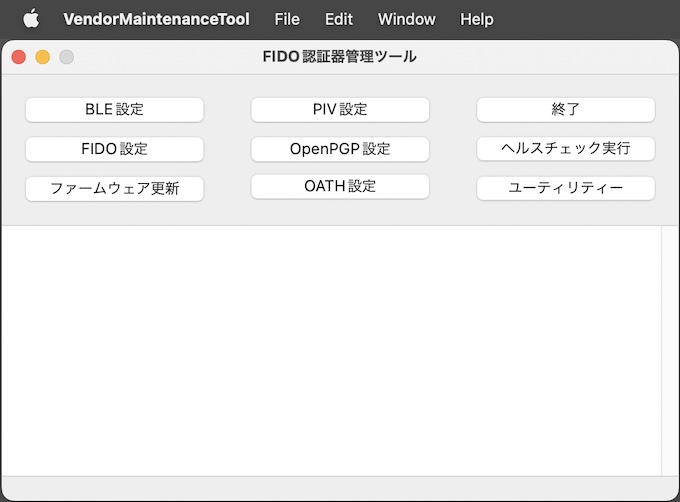 VendorMaintenanceTool File Edit Window Help
FIDO 認証器管理ツール
BLE 設定 PIV 設定 終了
FIDO 設定 OpenPGP 設定 ヘルスチェック実行
ファームウェア更新 OATH 設定 ユーティリティー